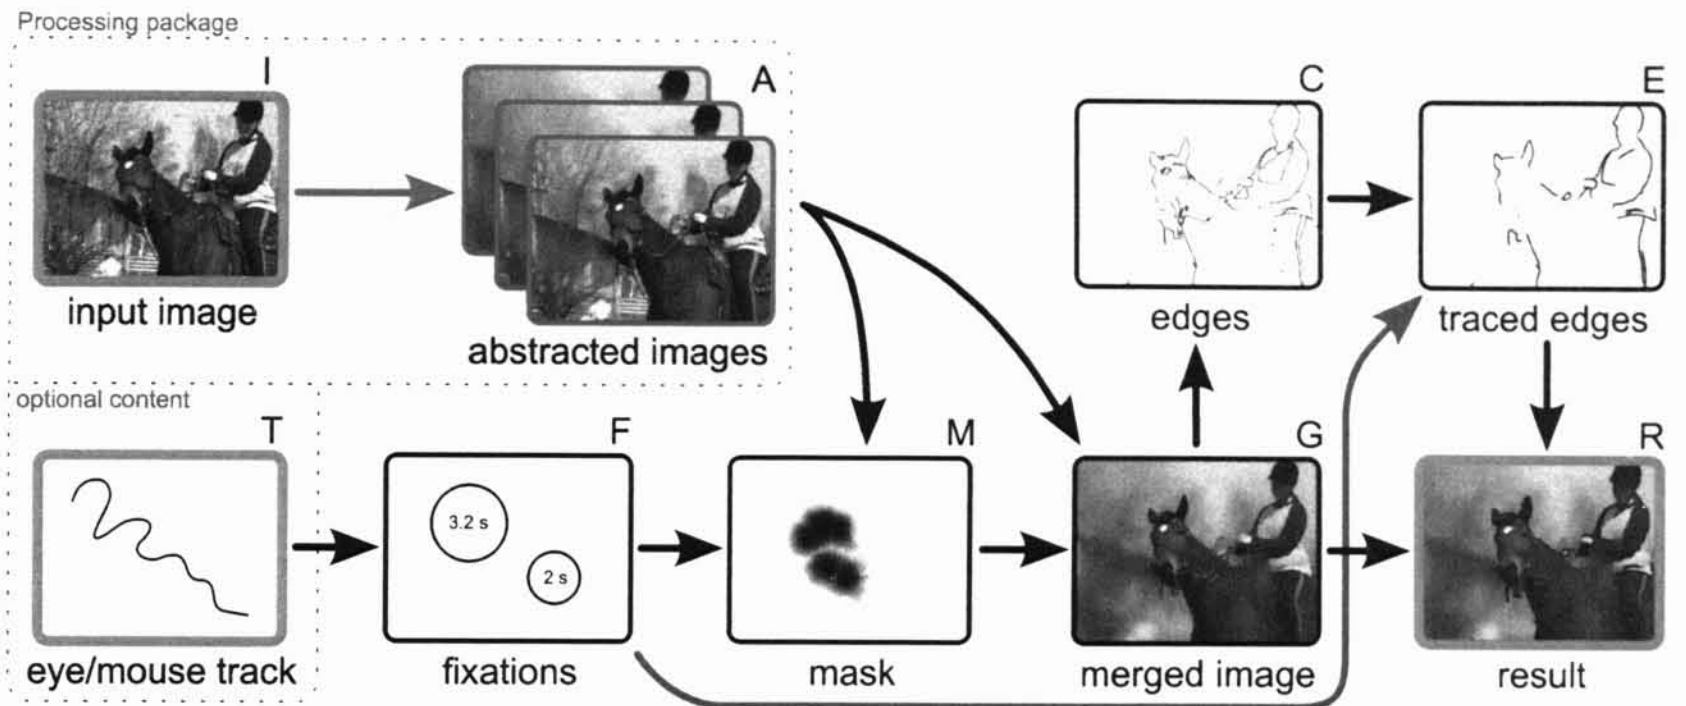 Processing package
I
A
C
E
input image
abstracted images
edges
traced edges
optional content
T
F
M
G
R
3.2 s
2 s
eye/mouse track
fixations
mask
merged image
result